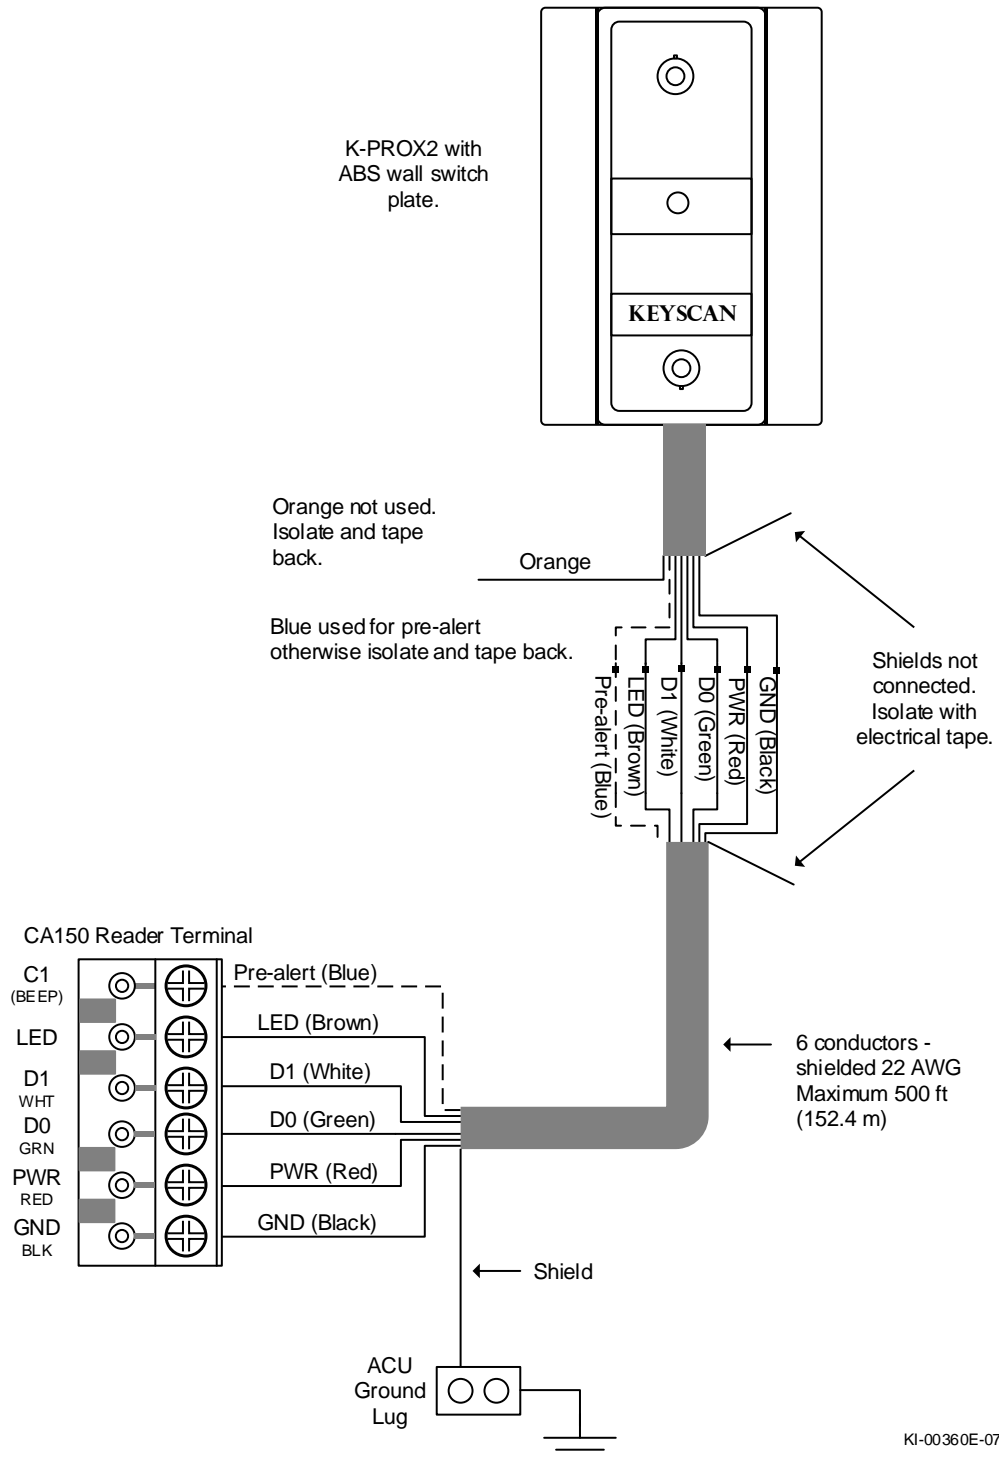 K-PROX2 with
ABS wall switch
plate.
KEYSCAN
Orange not used.
Isolate and tape
back.
Orange
Blue used for pre-alert
otherwise isolate and tape back.
Shields not
connected.
Isolate with
electrical tape.
Pre-alert (Blue)
LED (Brown)
D1 (White)
D0 (Green)
PWR (Red)
GND (Black)
CA150 Reader Terminal
C1
(BEEP)
Pre-alert (Blue)
LED
LED (Brown)
D1
WHT
D1 (White)
D0
GRN
D0 (Green)
PWR
RED
PWR (Red)
GND
BLK
GND (Black)
6 conductors -
shielded 22 AWG
Maximum 500 ft
(152.4 m)
Shield
ACU
Ground
Lug
KI-00360E-07